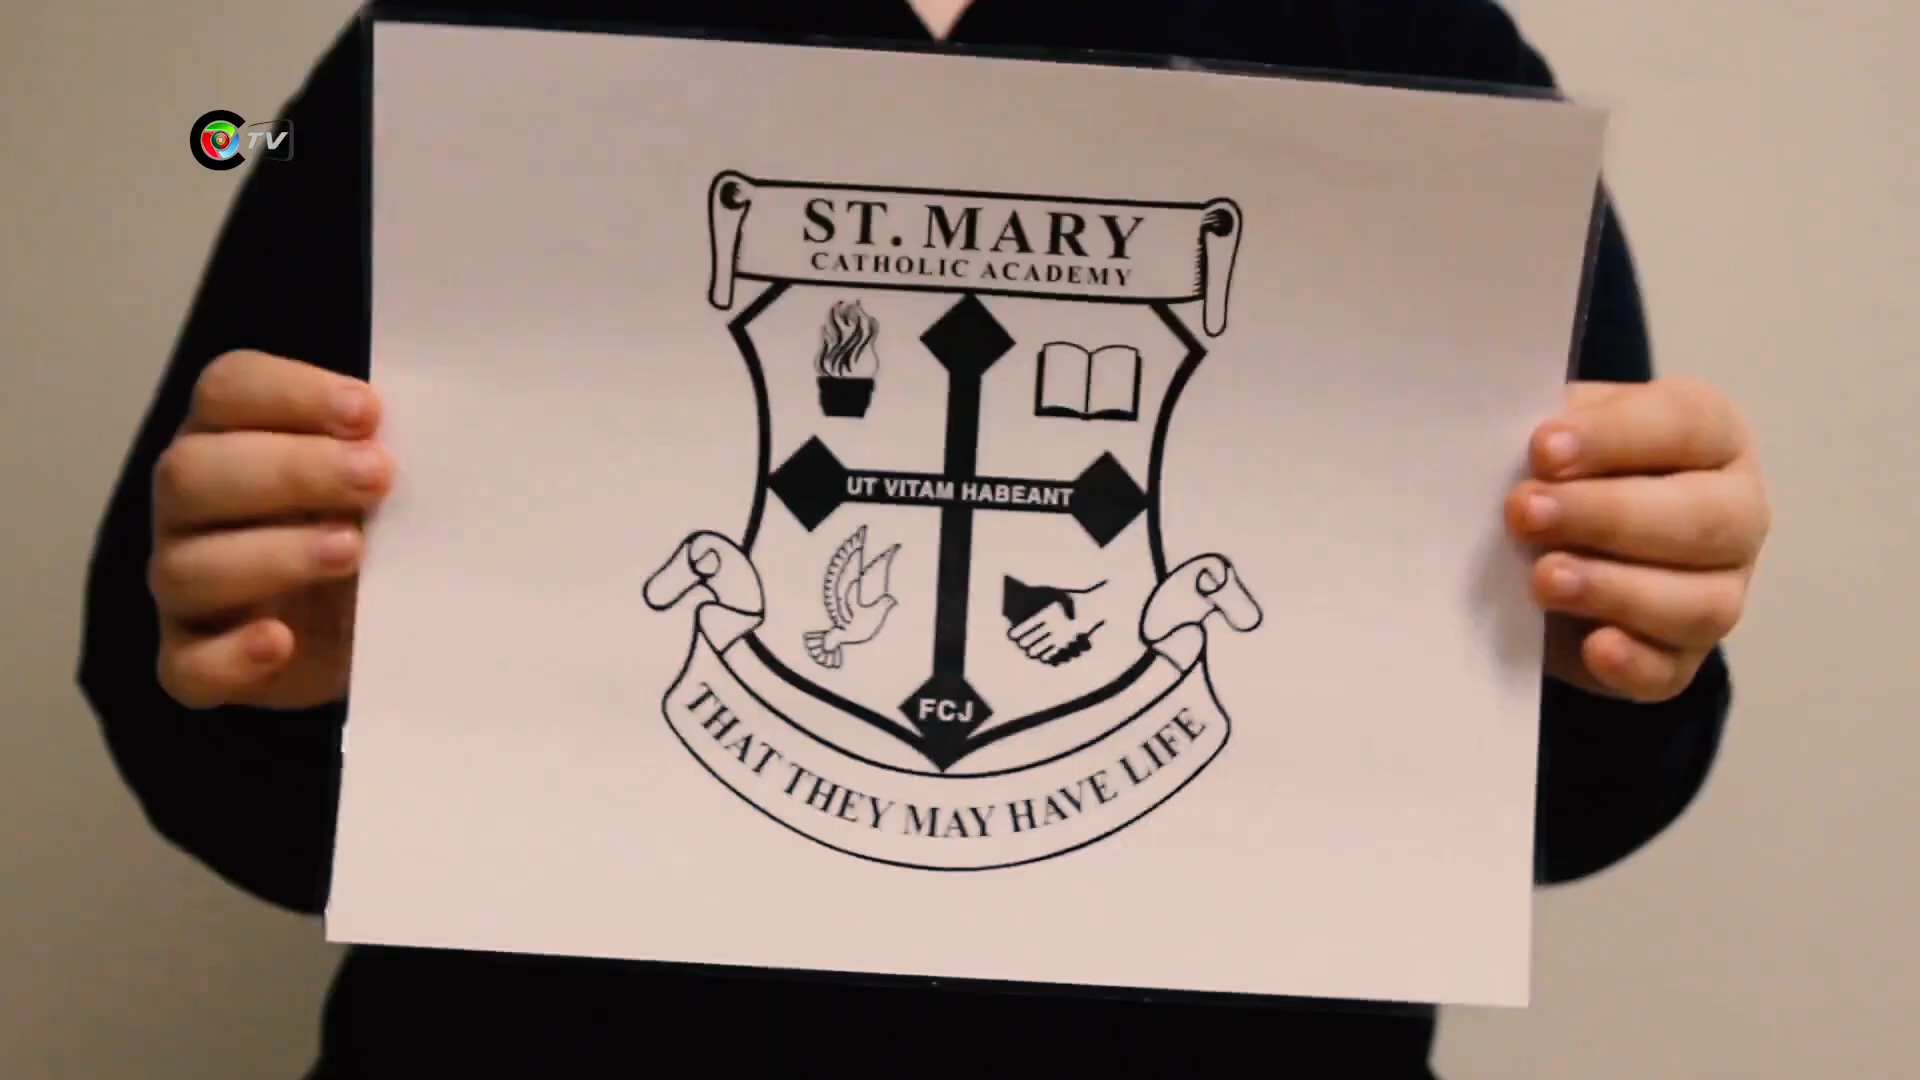 TV
ST. MARY
CATHOLIC ACADEMY
UT VITAM HABEANT
FCJ
THAT THEY MAY HAVE LIFE